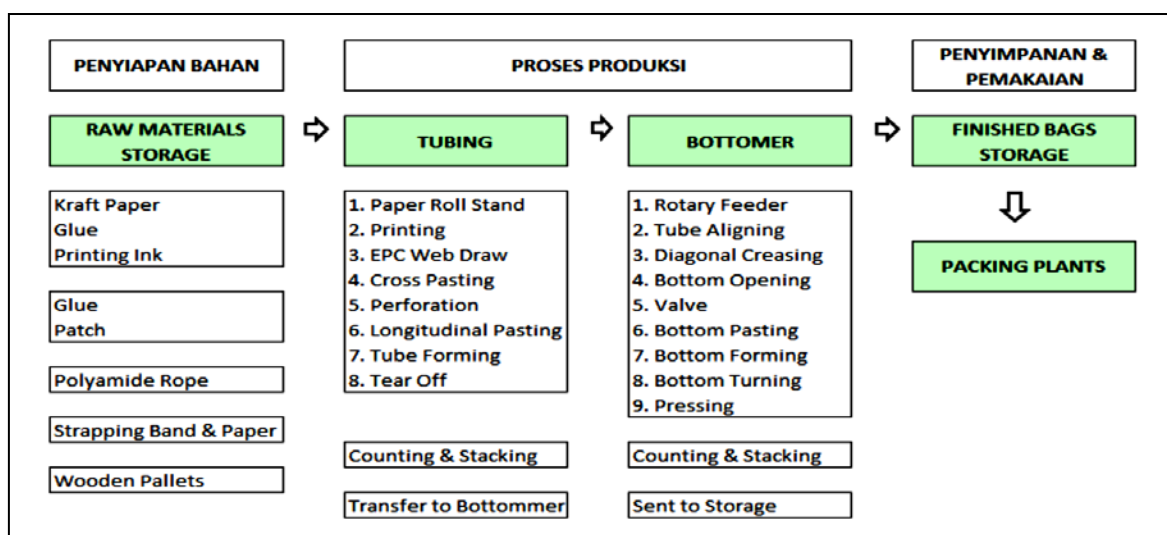 PENYIAPAN BAHAN
PROSES PRODUKSI
PENYIMPANAN &
PEMAKAIAN
RAW MATERIALS
STORAGE
TUBING
BOTTOMER
FINISHED BAGS
STORAGE
Kraft Paper
Glue
Printing Ink
Glue
Patch
Polyamide Rope
Strapping Band & Paper
Wooden Pallets
1. Paper Roll Stand
2. Printing
3. EPC Web Draw
4. Cross Pasting
5. Perforation
6. Longitudinal Pasting
7. Tube Forming
8. Tear Off
Counting & Stacking
Transfer to Bottommer
1. Rotary Feeder
2. Tube Aligning
3. Diagonal Creasing
4. Bottom Opening
5. Valve
6. Bottom Pasting
7. Bottom Forming
8. Bottom Turning
9. Pressing
Counting & Stacking
Sent to Storage
PACKING PLANTS